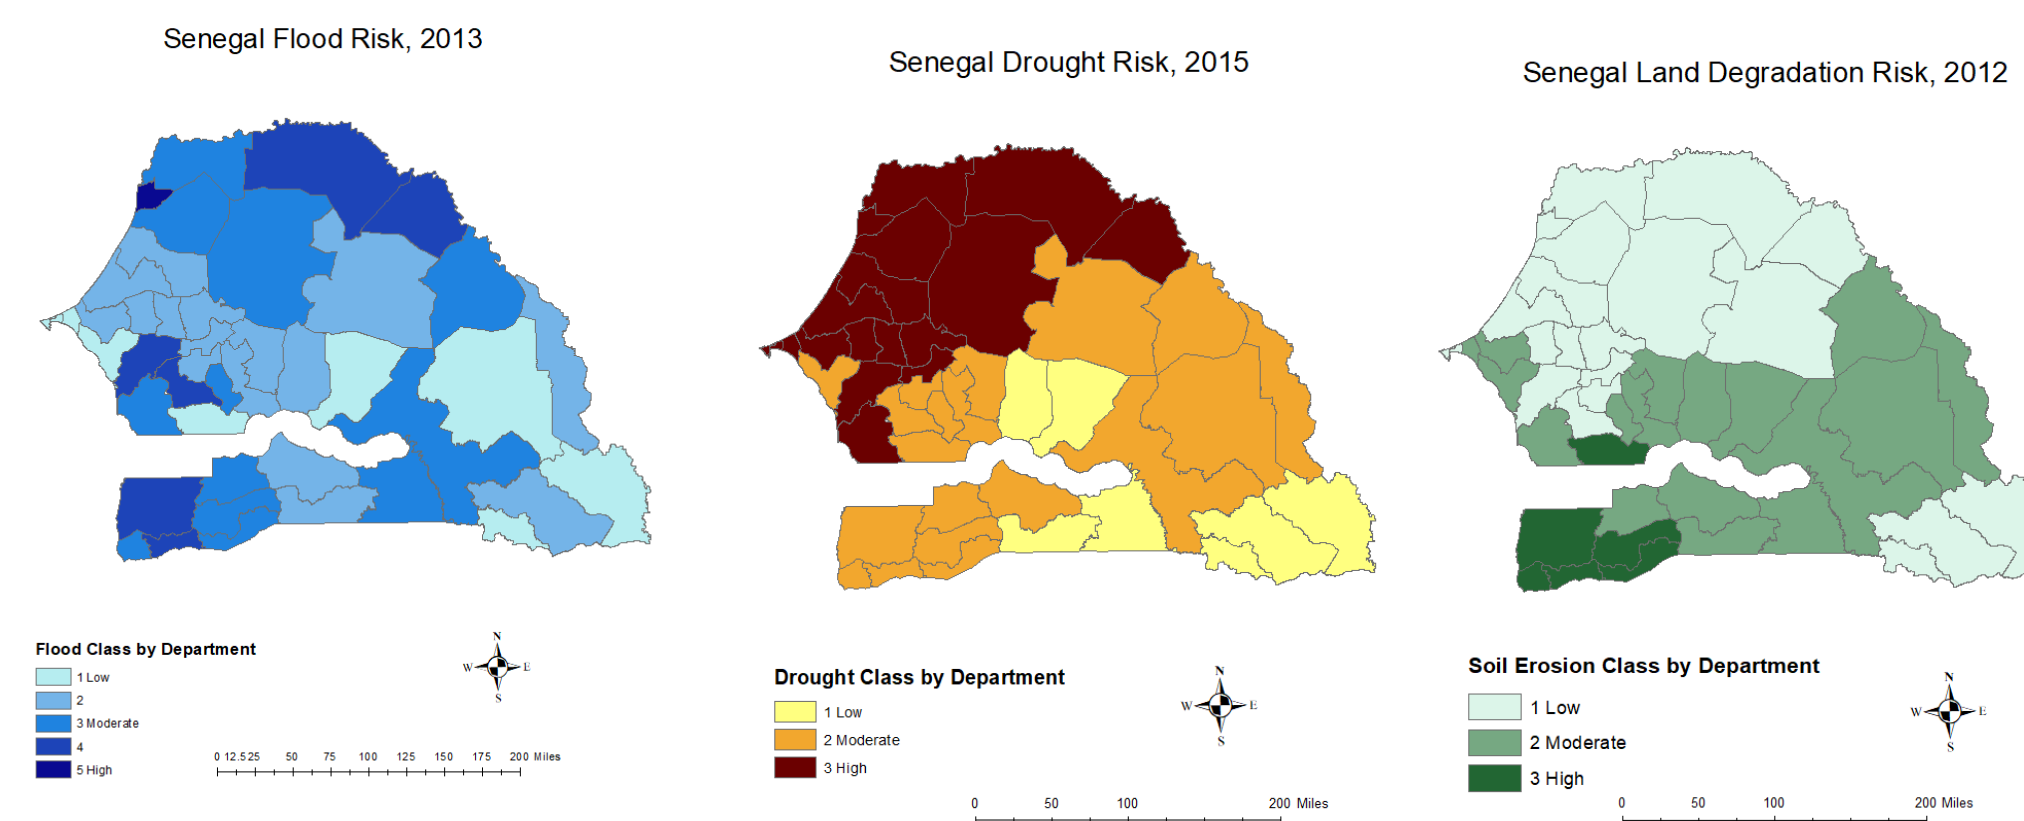 Senegal Flood Risk, 2013
N
W E
S
Flood Class by Department
1 Low
2
3 Moderate
4
5 High
0 12.525 50 75 100 125 150 175 200 Miles
Senegal Drought Risk, 2015
N
W E
S
Drought Class by Department
1 Low
2 Moderate
3 High
0 50 100 200 Miles
Senegal Land Degradation Risk, 2012
N
W E
S
Soil Erosion Class by Department
1 Low
2 Moderate
3 High
0 50 100 200 Miles